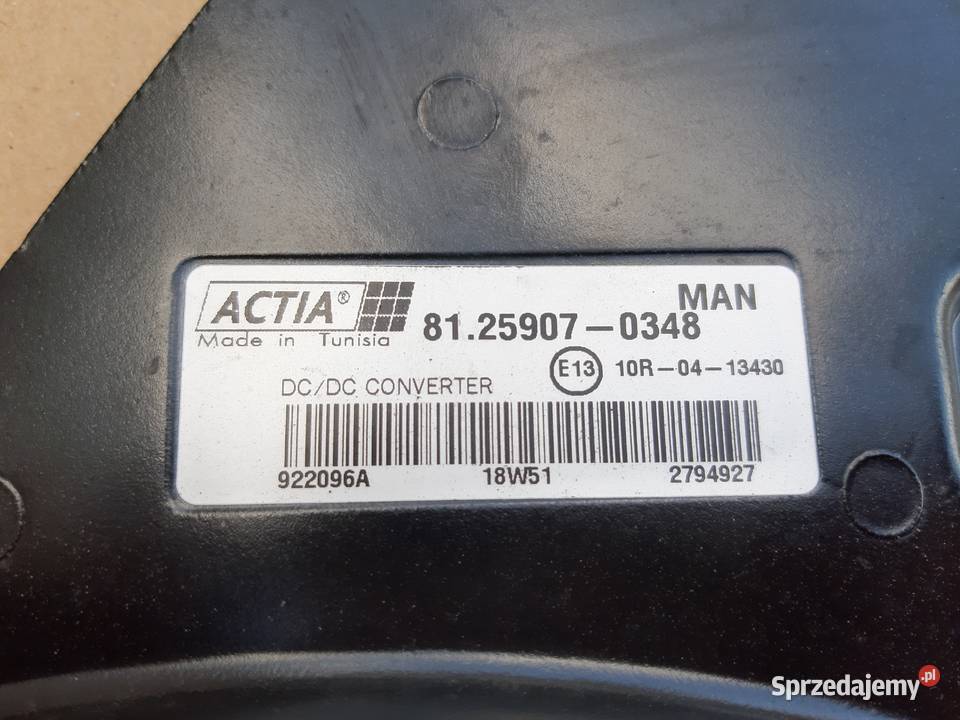 ACTIA®
MAN
81.25907-0348
Made in Tunisia
E13 10R-04-13430
DC/DC CONVERTER
922096A 18W51 2794927
Sprzedajemy.pl